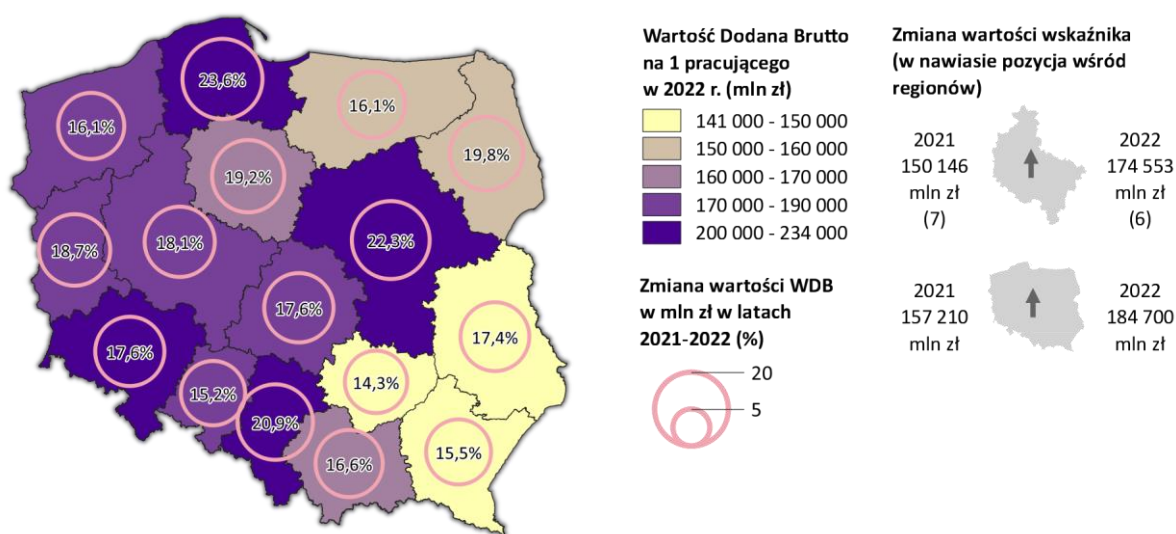 23,6%
16,1%
16,1%
19,8%
19,2%
18,7%
18,1%
22,3%
17,6%
17,6%
17,4%
15,2%
14,3%
20,9%
16,6%
15,5%
Wartość Dodana Brutto
na 1 pracującego
w 2022 r. (mln zł)
141 000 - 150 000
150 000 - 160 000
160 000 - 170 000
170 000 - 190 000
200 000 - 234 000
Zmiana wartości WDB
w mln zł w latach
2021-2022 (%)
20
5
Zmiana wartości wskaźnika
(w nawiasie pozycja wśród
regionów)
2021
150 146
mln zł
(7)
2022
174 553
mln zł
(6)
2021
157 210
mln zł
2022
184 700
mln zł